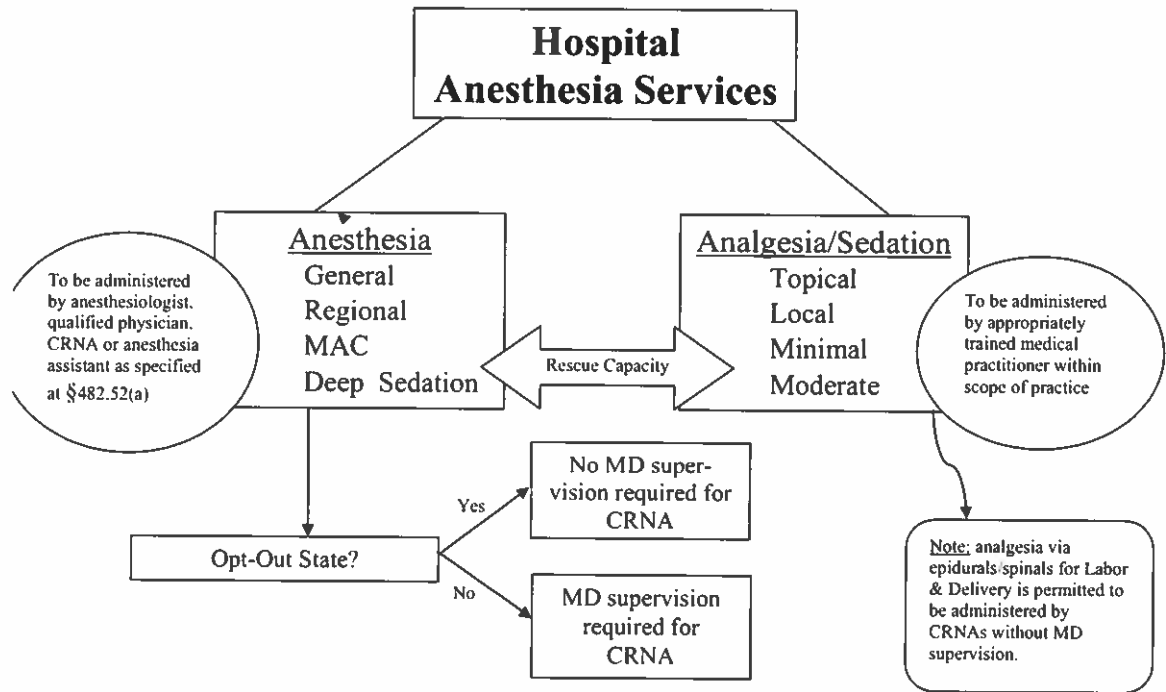 Hospital
Anesthesia Services
Anesthesia
General
Regional
MAC
Deep Sedation
To be administered
by anesthesiologist,
qualified physician,
CRNA or anesthesia
assistant as specified
at §482.52(a)
Rescue Capacity
Analgesia/Sedation
Topical
Local
Minimal
Moderate
To be administered
by appropriately
trained medical
practitioner within
scope of practice
Opt-Out State?
Yes
No MD super-
vision required for
CRNA
No
MD supervision
required for
CRNA
Note: analgesia via
epidurals/spinals for Labor
& Delivery is permitted to
be administered by
CRNAs without MD
supervision.